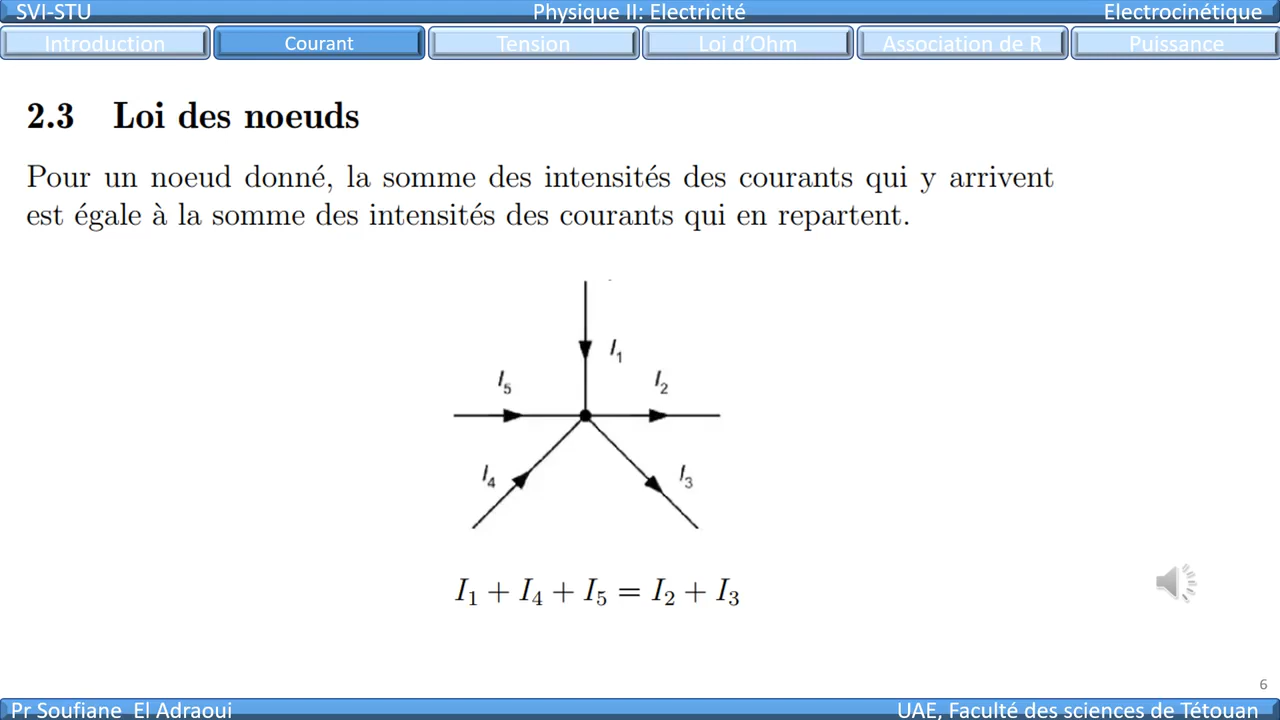 SVI-STU Physique II: Electricité Electrocinétique
Introduction Courant Tension Loi d'Ohm Association de R Puissance
2.3 Loi des noeuds
Pour un noeud donné, la somme des intensités des courants qui y arrivent
est égale à la somme des intensités des courants qui en repartent.
I₁
I₅ I₂
I₄ I₃
I₁ + I₄ + I₅ = I₂ + I₃
6
Pr Soufiane El Adraoui UAE, Faculté des sciences de Tétouan